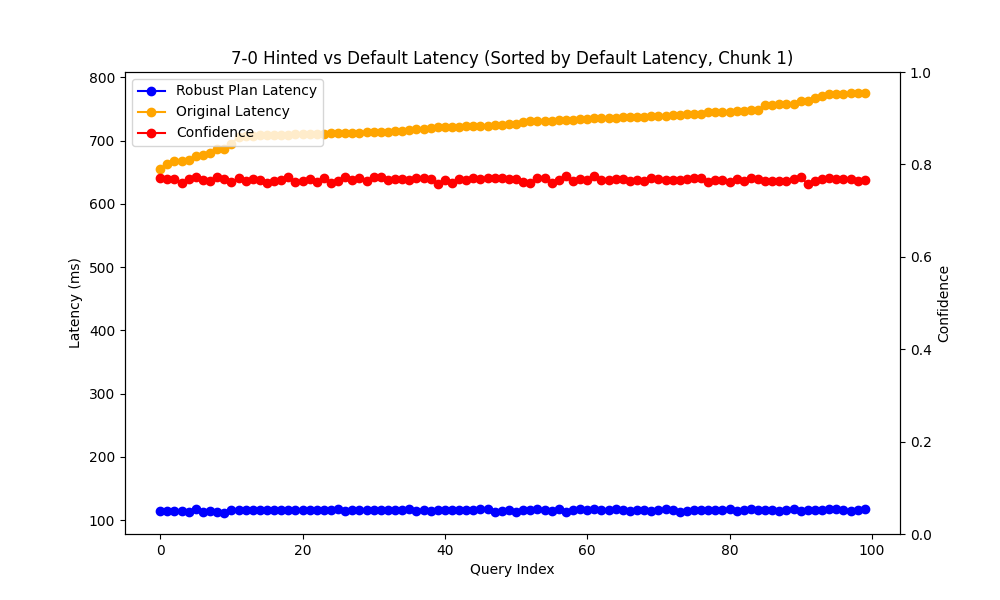 7-0 Hinted vs Default Latency (Sorted by Default Latency, Chunk 1)
Robust Plan Latency
Original Latency
Confidence
800
700
600
500
400
300
200
100
Latency (ms)
0
20
40
60
80
100
Query Index
1.0
0.8
0.6
0.4
0.2
0.0
Confidence